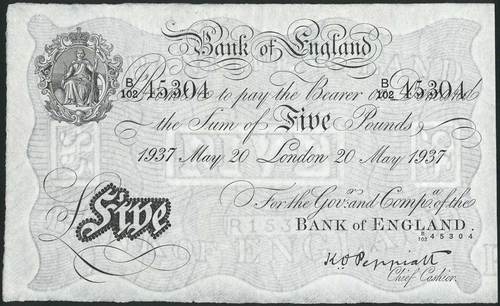 Bank of England
B/102 45304 B/102 45304
Promise to pay the Bearer on Demand
the Sum of Five Pounds
1937 May 20 London 20 May 1937
For the Govr. and Compa. of the
BANK of ENGLAND.
B/102 45304
£Five
K O Peppiatt
Chief Cashier.